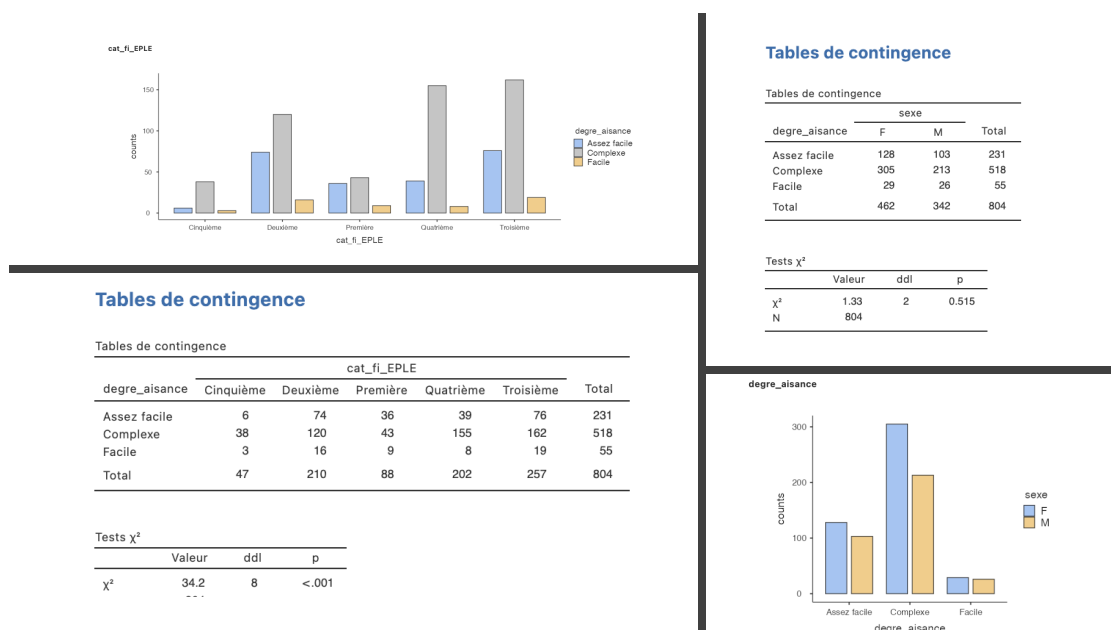 cat_fi_EPLE
150
100
50
0
counts
Cinquième Deuxième Première Quatrième Troisième
cat_fi_EPLE
degre_aisance
Assez facile
Complexe
Facile
Tables de contingence
Tables de contingence
cat_fi_EPLE
degre_aisance Cinquième Deuxième Première Quatrième Troisième Total
Assez facile 6 74 36 39 76 231
Complexe 38 120 43 155 162 518
Facile 3 16 9 8 19 55
Total 47 210 88 202 257 804
Tests χ²
Valeur ddl p
χ² 34.2 8 <.001
Tables de contingence
Tables de contingence
sexe
degre_aisance F M Total
Assez facile 128 103 231
Complexe 305 213 518
Facile 29 26 55
Total 462 342 804
Tests χ²
Valeur ddl p
χ² 1.33 2 0.515
N 804
degre_aisance
300
200
100
0
counts
Assez facile Complexe Facile
degre_aisance
sexe
F
M